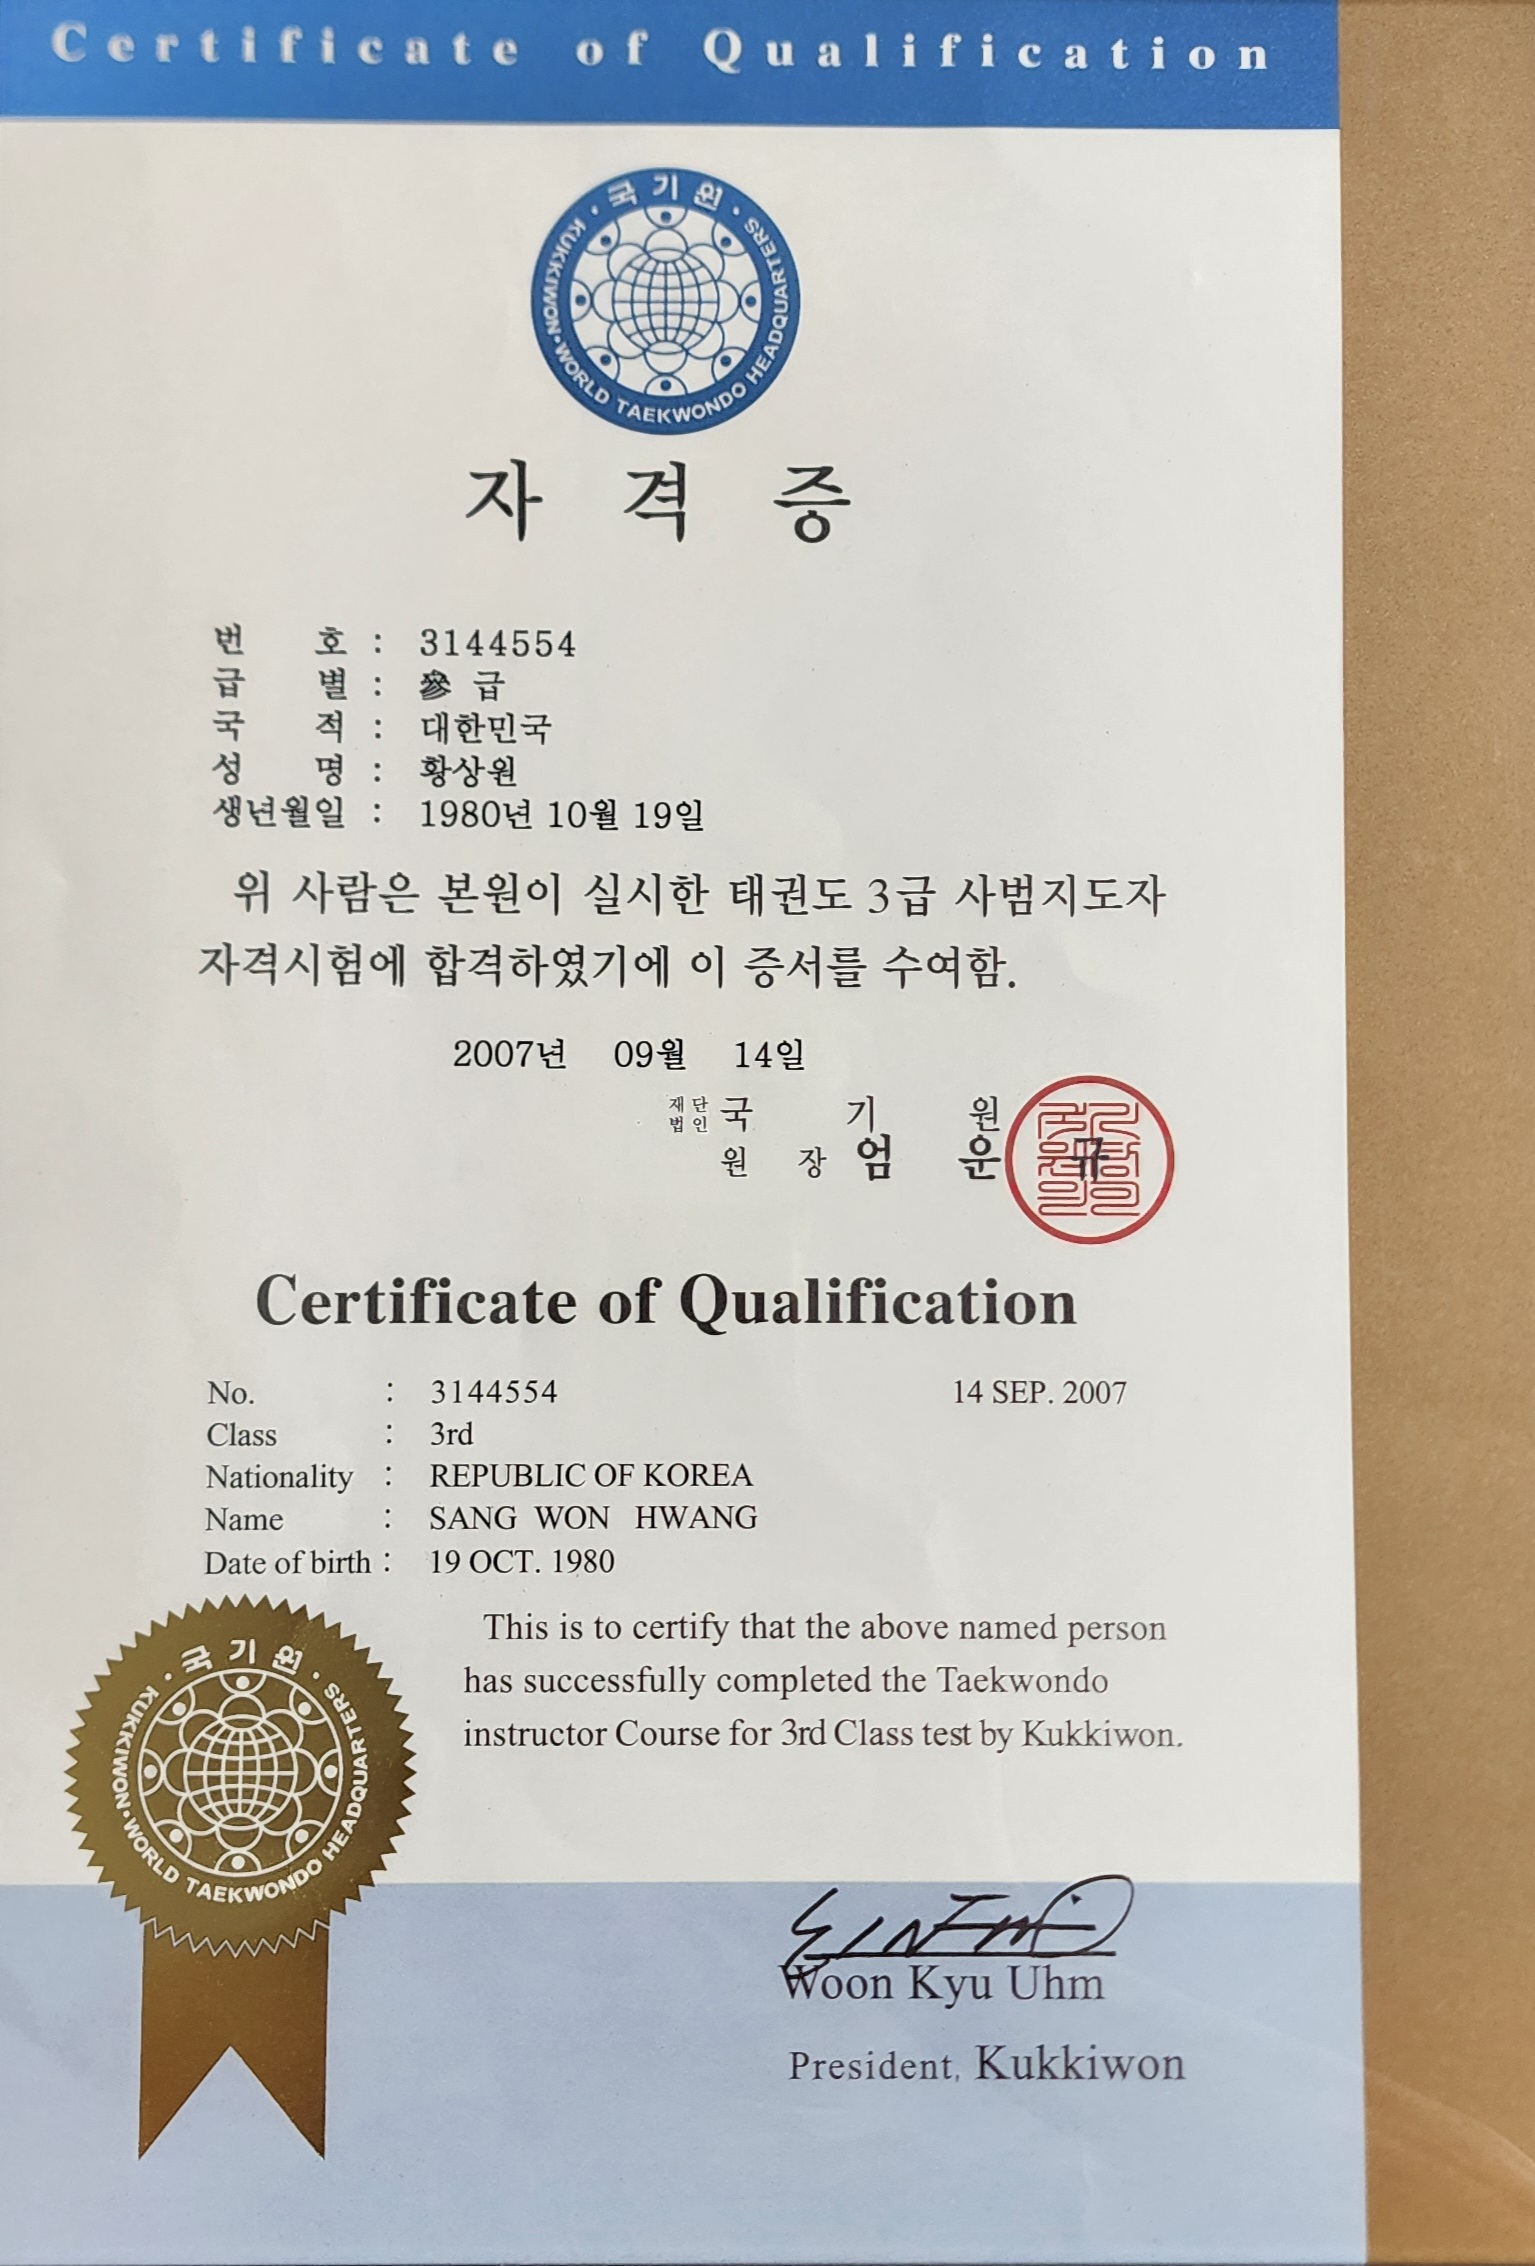 Certificate of Qualification
국기원
KUKKIWON·WORLD TAEKWONDO HEADQUARTERS
자 격 증
번 호 : 3144554
급 별 : 參 급
국 적 : 대한민국
성 명 : 황상원
생년월일 : 1980년 10월 19일
위 사람은 본원이 실시한 태권도 3급 사범지도자
자격시험에 합격하였기에 이 증서를 수여함.
2007년 09월 14일
재단법인 국 기 원
원 장 엄 운 규
Certificate of Qualification
No. : 3144554 14 SEP. 2007
Class : 3rd
Nationality : REPUBLIC OF KOREA
Name : SANG WON HWANG
Date of birth : 19 OCT. 1980
This is to certify that the above named person
has successfully completed the Taekwondo
instructor Course for 3rd Class test by Kukkiwon.
국기원
KUKKIWON·WORLD TAEKWONDO HEADQUARTERS
Woon Kyu Uhm
President, Kukkiwon